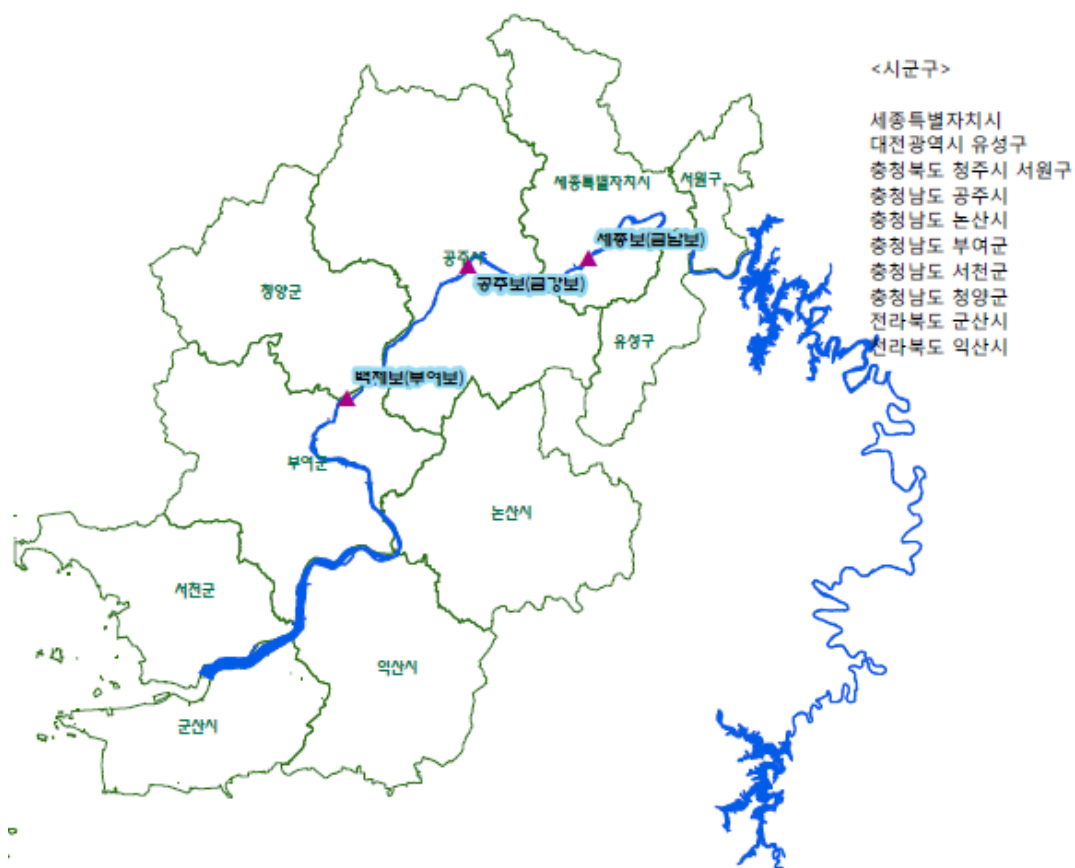 <시군구>
세종특별자치시
대전광역시 유성구
충청북도 청주시 서원구
충청남도 공주시
충청남도 논산시
충청남도 부여군
충청남도 서천군
충청남도 청양군
전라북도 군산시
전라북도 익산시
세종특별자치시
서원구
세종보(금남보)
공주시
공주보(금강보)
청양군
유성구
백제보(부여보)
부여군
논산시
서천군
익산시
군산시